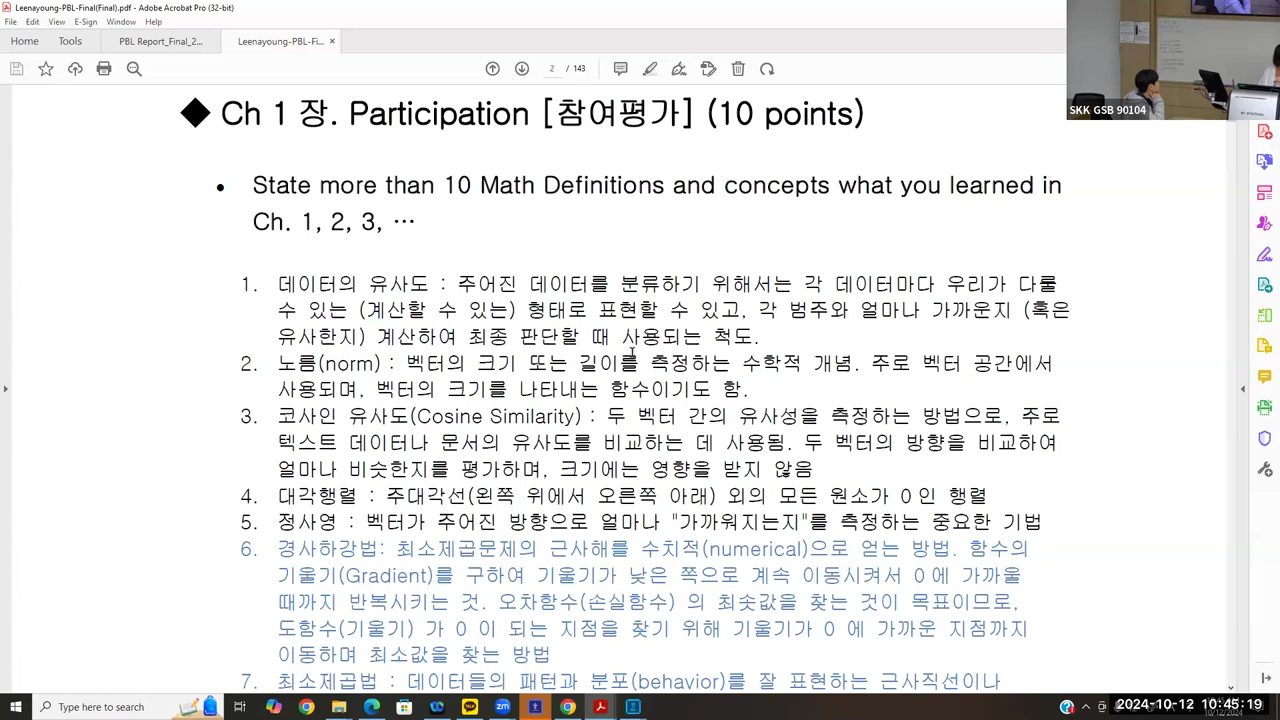 Leenayoung-PBL-Final(Final).pdf - Adobe Acrobat Pro (32-bit)
File Edit View E-Sign Window Help
Home Tools PBL Report_Final_2... Leenayoung-PBL-Fi... ×
2 / 143
SKK GSB 90104
◆ Ch 1 장. Participation [참여평가] (10 points)
• State more than 10 Math Definitions and concepts what you learned in
Ch. 1, 2, 3, ⋯
1. 데이터의 유사도 : 주어진 데이터를 분류하기 위해서는 각 데이터마다 우리가 다룰
수 있는 (계산할 수 있는) 형태로 표현할 수 있고, 각 범주와 얼마나 가까운지 (혹은
유사한지) 계산하여 최종 판단할 때 사용되는 척도.
2. 노름(norm) : 벡터의 크기 또는 길이를 측정하는 수학적 개념. 주로 벡터 공간에서
사용되며, 벡터의 크기를 나타내는 함수이기도 함.
3. 코사인 유사도(Cosine Similarity) : 두 벡터 간의 유사성을 측정하는 방법으로, 주로
텍스트 데이터나 문서의 유사도를 비교하는 데 사용됨. 두 벡터의 방향을 비교하여
얼마나 비슷한지를 평가하며, 크기에는 영향을 받지 않음
4. 대각행렬 : 주대각선(왼쪽 위에서 오른쪽 아래) 외의 모든 원소가 0 인 행렬
5. 정사영 : 벡터가 주어진 방향으로 얼마나 "가까워지는지"를 측정하는 중요한 기법
6. 경사하강법: 최소제곱문제의 근사해를 수치적(numerical)으로 얻는 방법. 함수의
기울기(Gradient)를 구하여 기울기가 낮은 쪽으로 계속 이동시켜서 0 에 가까울
때까지 반복시키는 것. 오차함수(손실함수) 의 최솟값을 찾는 것이 목표이므로,
도함수(기울기) 가 0 이 되는 지점을 찾기 위해 기울기가 0 에 가까운 지점까지
이동하며 최소값을 찾는 방법
7. 최소제곱법 : 데이터들의 패턴과 분포(behavior)를 잘 표현하는 근사직선이나
Type here to search
2024-10-12 10:45:19